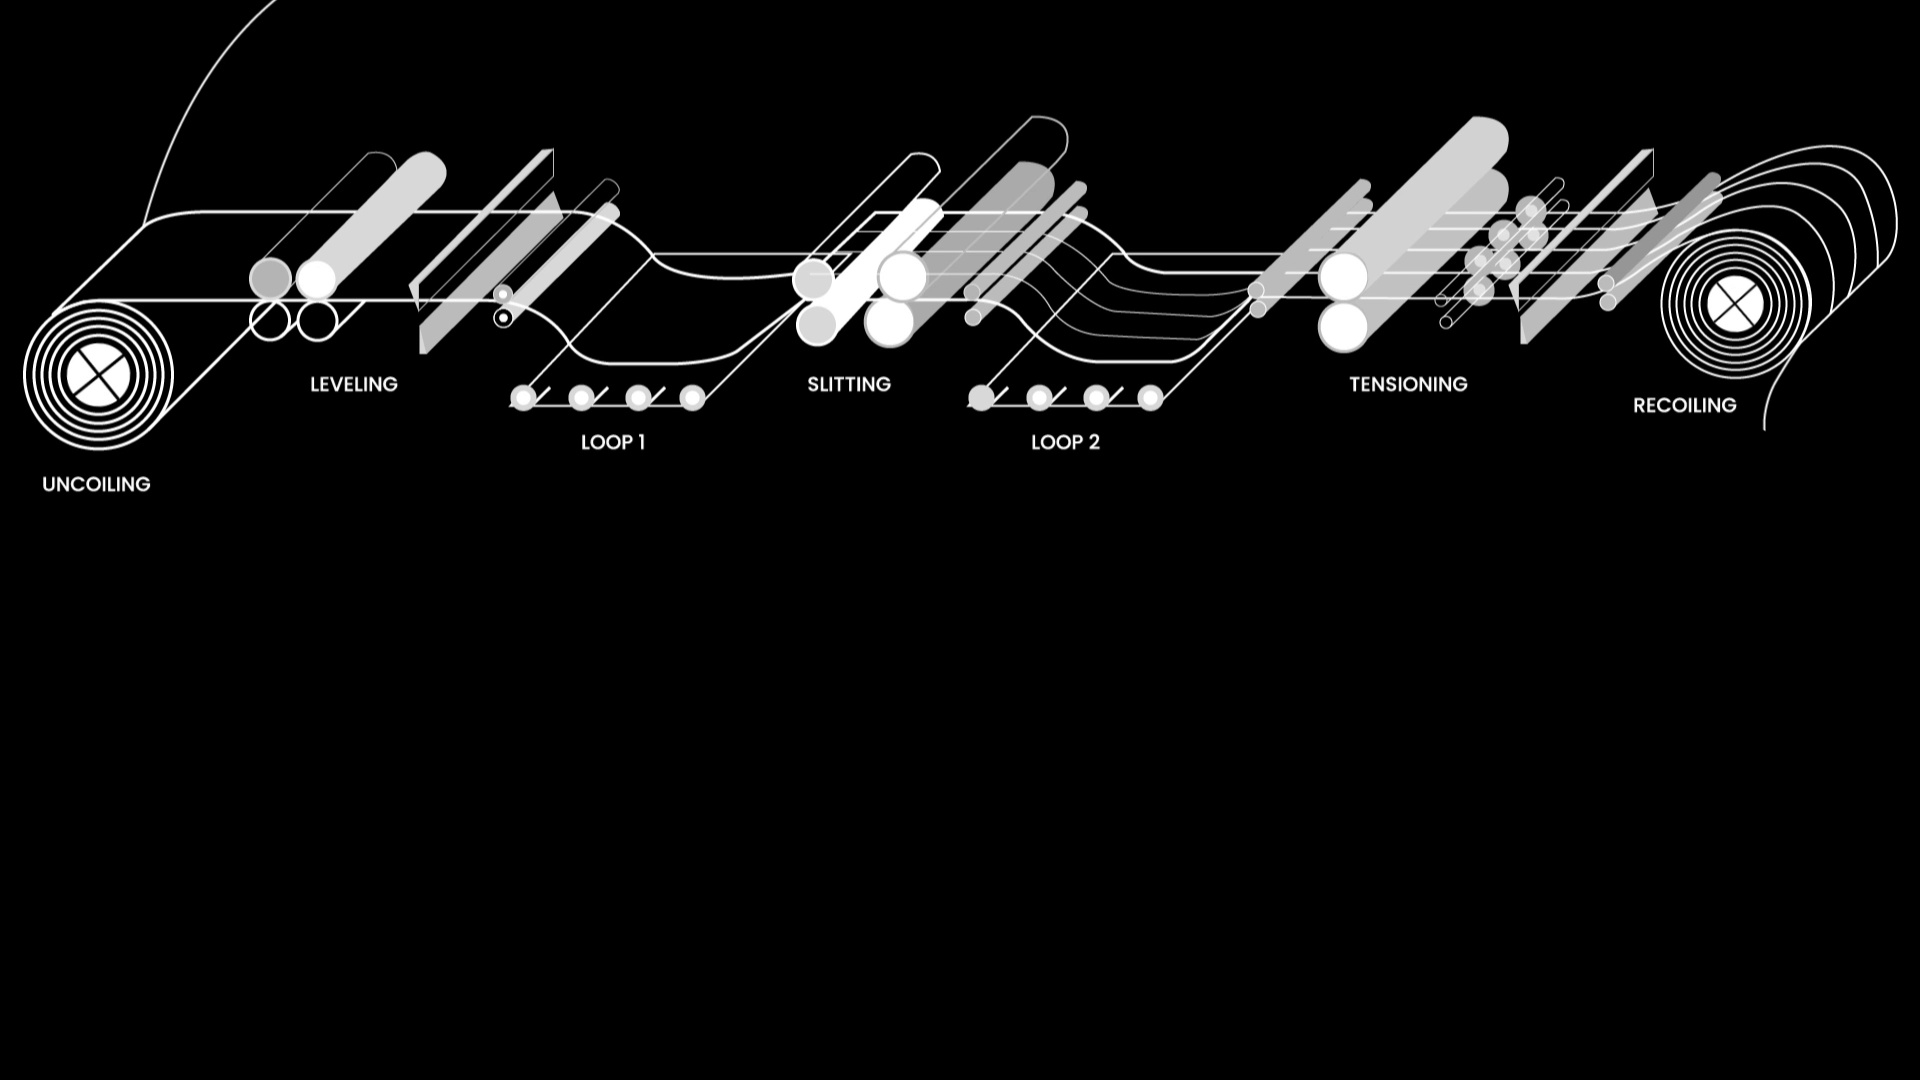 UNCOILING
LEVELING
LOOP 1
SLITTING
LOOP 2
TENSIONING
RECOILING